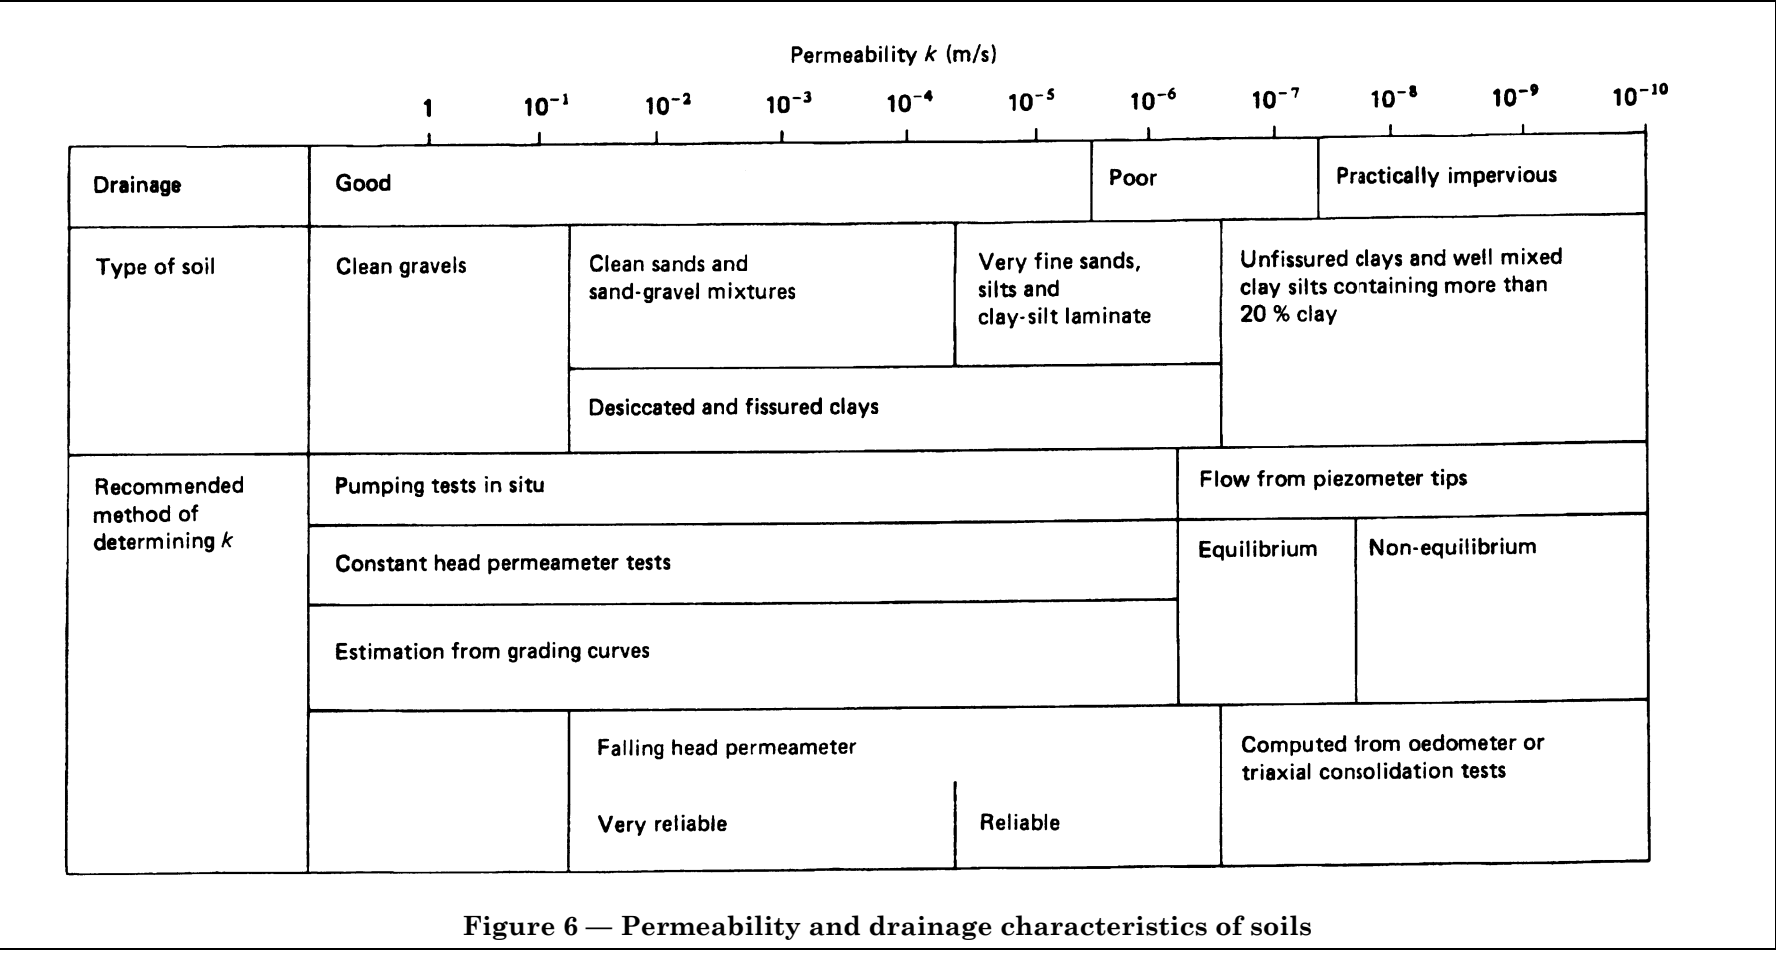 Permeability k (m/s)
1 10⁻¹ 10⁻² 10⁻³ 10⁻⁴ 10⁻⁵ 10⁻⁶ 10⁻⁷ 10⁻⁸ 10⁻⁹ 10⁻¹⁰
Drainage
Good
Poor
Practically impervious
Type of soil
Clean gravels
Clean sands and
sand-gravel mixtures
Very fine sands,
silts and
clay-silt laminate
Unfissured clays and well mixed
clay silts containing more than
20 % clay
Desiccated and fissured clays
Recommended
method of
determining k
Pumping tests in situ
Flow from piezometer tips
Constant head permeameter tests
Equilibrium
Non-equilibrium
Estimation from grading curves
Falling head permeameter
Very reliable
Reliable
Computed from oedometer or
triaxial consolidation tests
Figure 6 — Permeability and drainage characteristics of soils